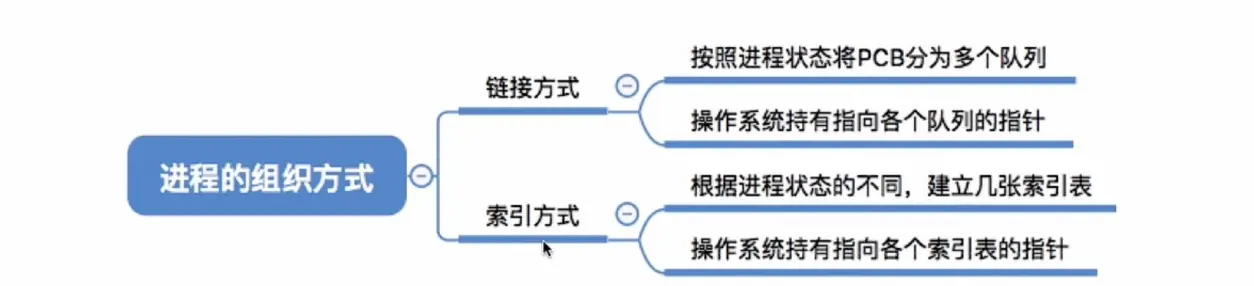 进程的组织方式
链接方式
按照进程状态将PCB分为多个队列
操作系统持有指向各个队列的指针
索引方式
根据进程状态的不同，建立几张索引表
操作系统持有指向各个索引表的指针